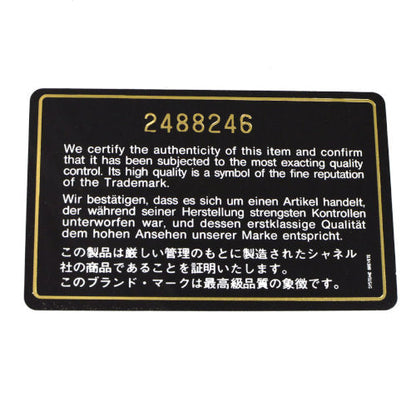 2488246
We certify the authenticity of this item and confirm
that it has been subjected to the most exacting quality
control. Its high quality is a symbol of the fine reputation
of the Trademark.
Wir bestätigen, dass es sich um einen Artikel handelt,
der während seiner Herstellung strengsten Kontrollen
unterworfen war, und dessen erstklassige Qualität
dem hohen Ansehen unserer Marke entspricht.
この製品は厳しい管理のもとに製造されたシャネル
社の商品であることを証明いたします。
このブランド・マークは最高級品質の象徴です。